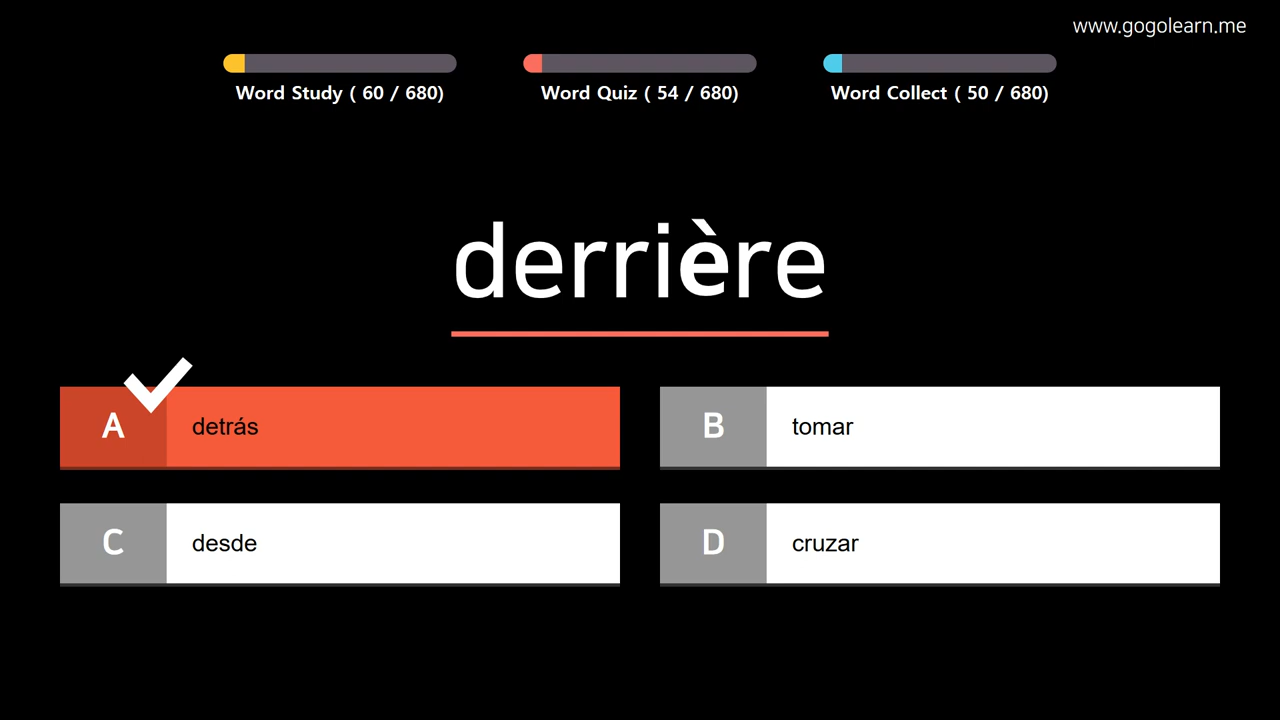 www.gogolearn.me
Word Study ( 60 / 680)
Word Quiz ( 54 / 680)
Word Collect ( 50 / 680)
derrière
A detrás
B tomar
C desde
D cruzar